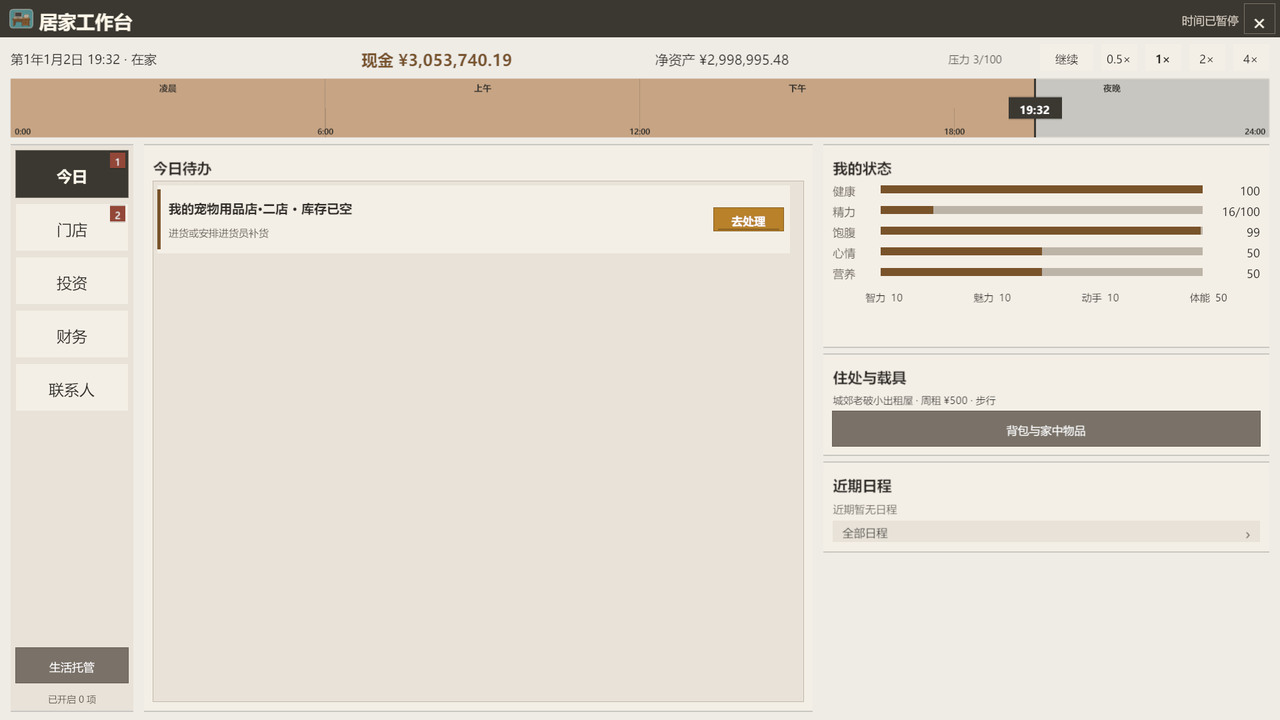 居家工作台
时间已暂停
×
第1年1月2日 19:32 · 在家
现金 ¥3,053,740.19
净资产 ¥2,998,995.48
压力 3/100
继续
0.5×
1×
2×
4×
凌晨
上午
下午
夜晚
19:32
0:00
6:00
12:00
18:00
24:00
今日
1
门店
2
投资
财务
联系人
生活托管
已开启 0 项
今日待办
我的宠物用品店·二店·库存已空
进货或安排进货员补货
去处理
我的状态
健康 100
精力 16/100
饱腹 99
心情 50
营养 50
智力 10 魅力 10 动手 10 体能 50
住处与载具
城郊老破小出租屋 · 周租 ¥500 · 步行
背包与家中物品
近期日程
近期暂无日程
全部日程 ›